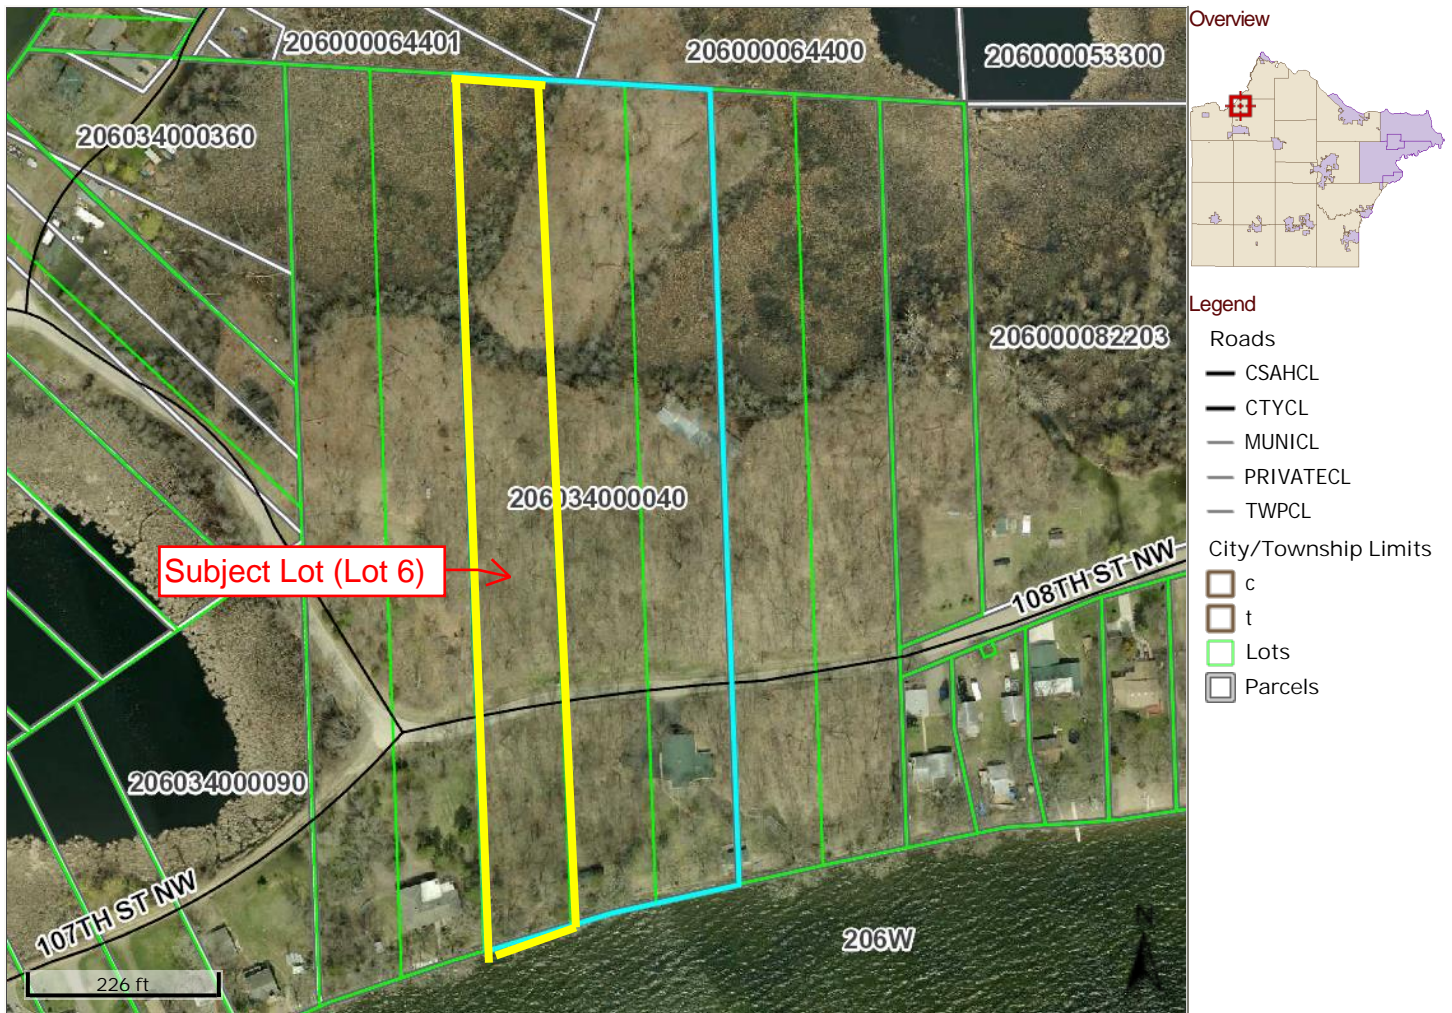 206000064401
206000064400
206000053300
206034000360
206000082203
206034000040
Subject Lot (Lot 6)
108TH ST NW
206034000090
107TH ST NW
206W
N
226 ft
Overview
Legend
Roads
CSAHCL
CTYCL
MUNICL
PRIVATECL
TWPCL
City/Township Limits
c
t
Lots
Parcels